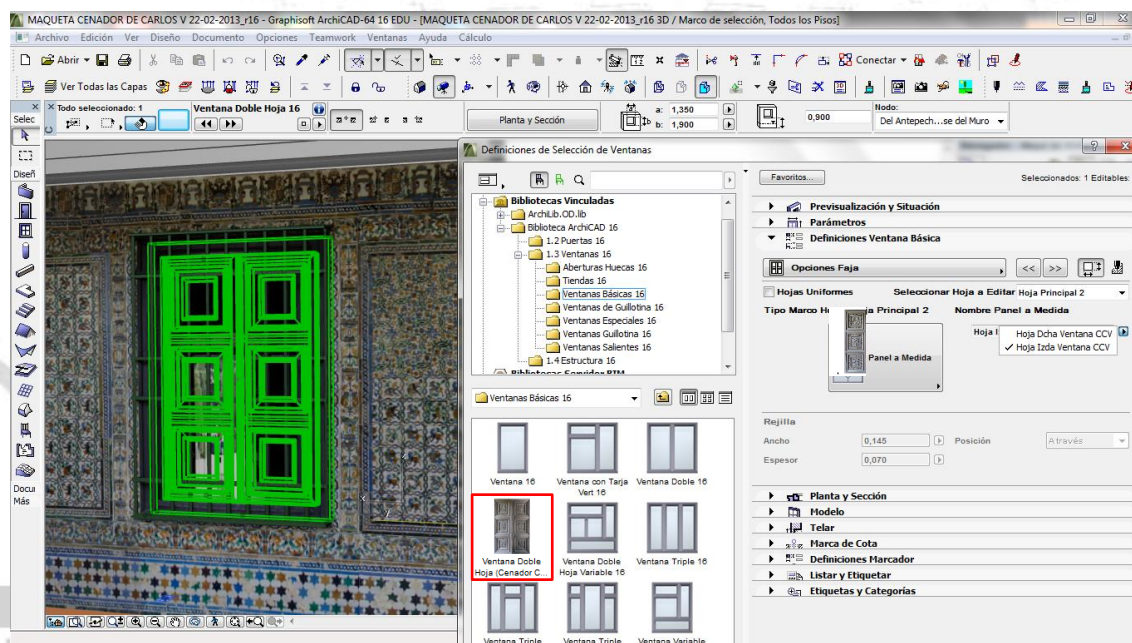 MAQUETA CENADOR DE CARLOS V 22-02-2013_r16 - Graphisoft ArchiCAD-64 16 EDU - [MAQUETA CENADOR DE CARLOS V 22-02-2013_r16 3D / Marco de selección, Todos los Pisos]
Archivo Edición Ver Diseño Documento Opciones Teamwork Ventanas Ayuda Cálculo
Abrir
Conectar
Ver Todas las Capas
Selec
Todo seleccionado: 1
Ventana Doble Hoja 16
Planta y Sección
a: 1,350
b: 1,900
0,900
Nodo:
Del Antepech...se del Muro
Diseñ
Docu
Más
Definiciones de Selección de Ventanas
Bibliotecas Vinculadas
ArchiLib.OD.lib
Biblioteca ArchiCAD 16
1.2 Puertas 16
1.3 Ventanas 16
Aberturas Huecas 16
Tiendas 16
Ventanas Básicas 16
Ventanas de Guillotina 16
Ventanas Especiales 16
Ventanas Guillotina 16
Ventanas Salientes 16
1.4 Estructura 16
Bibliotecas Servidor BIM
Ventanas Básicas 16
Ventana 16
Ventana con Tarja Vert 16
Ventana Doble 16
Ventana Doble Hoja (Cenador C...
Ventana Doble Hoja Variable 16
Ventana Triple 16
Ventana Triple
Ventana Triple
Ventana Variable
Favoritos...
Seleccionados: 1 Editables:
Previsualización y Situación
Parámetros
Definiciones Ventana Básica
Opciones Faja
<< >>
Hojas Uniformes
Seleccionar Hoja a Editar
Hoja Principal 2
Tipo Marco
Principal 2
Nombre Panel a Medida
Panel a Medida
Hoja Dcha Ventana CCV
Hoja Izda Ventana CCV
Rejilla
Ancho 0,145
Posición A través
Espesor 0,070
Planta y Sección
Modelo
Telar
Marca de Cota
Definiciones Marcador
Listar y Etiquetar
Etiquetas y Categorías